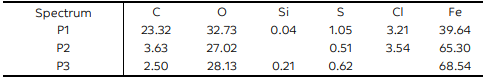 Spectrum C O Si S Cl Fe
P1 23.32 32.73 0.04 1.05 3.21 39.64
P2 3.63 27.02 0.51 3.54 65.30
P3 2.50 28.13 0.21 0.62 68.54